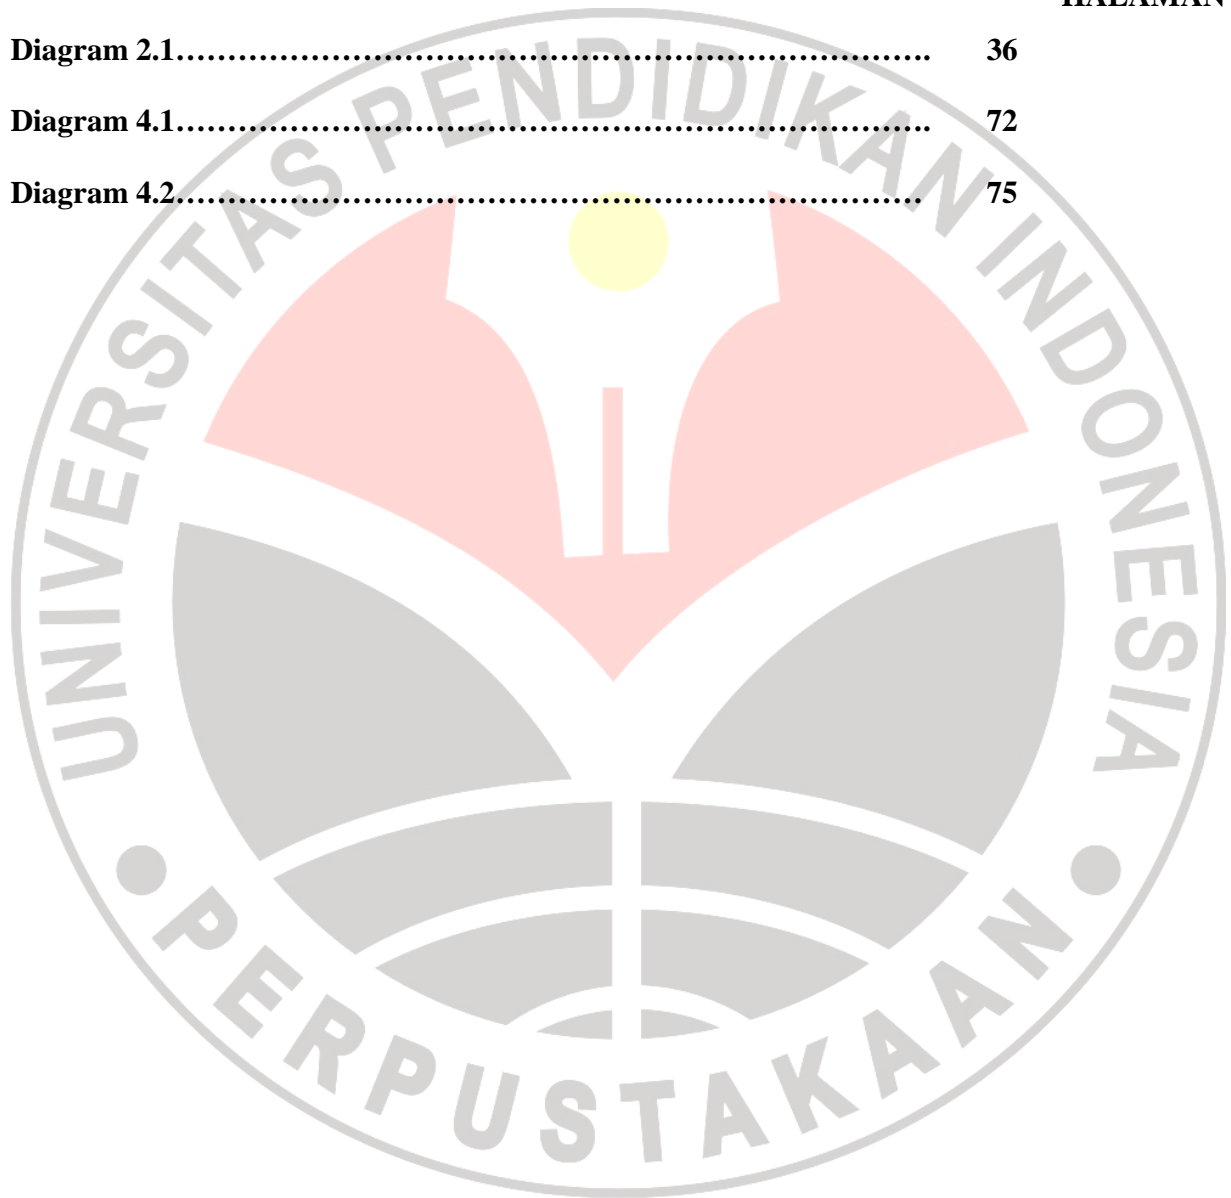 HALAMAN
Diagram 2.1……………………………………………………………….. 36
Diagram 4.1……………………………………………………………….. 72
Diagram 4.2……………………………………………………………… 75
UNIVERSITAS PENDIDIKAN INDONESIA
PERPUSTAKAAN